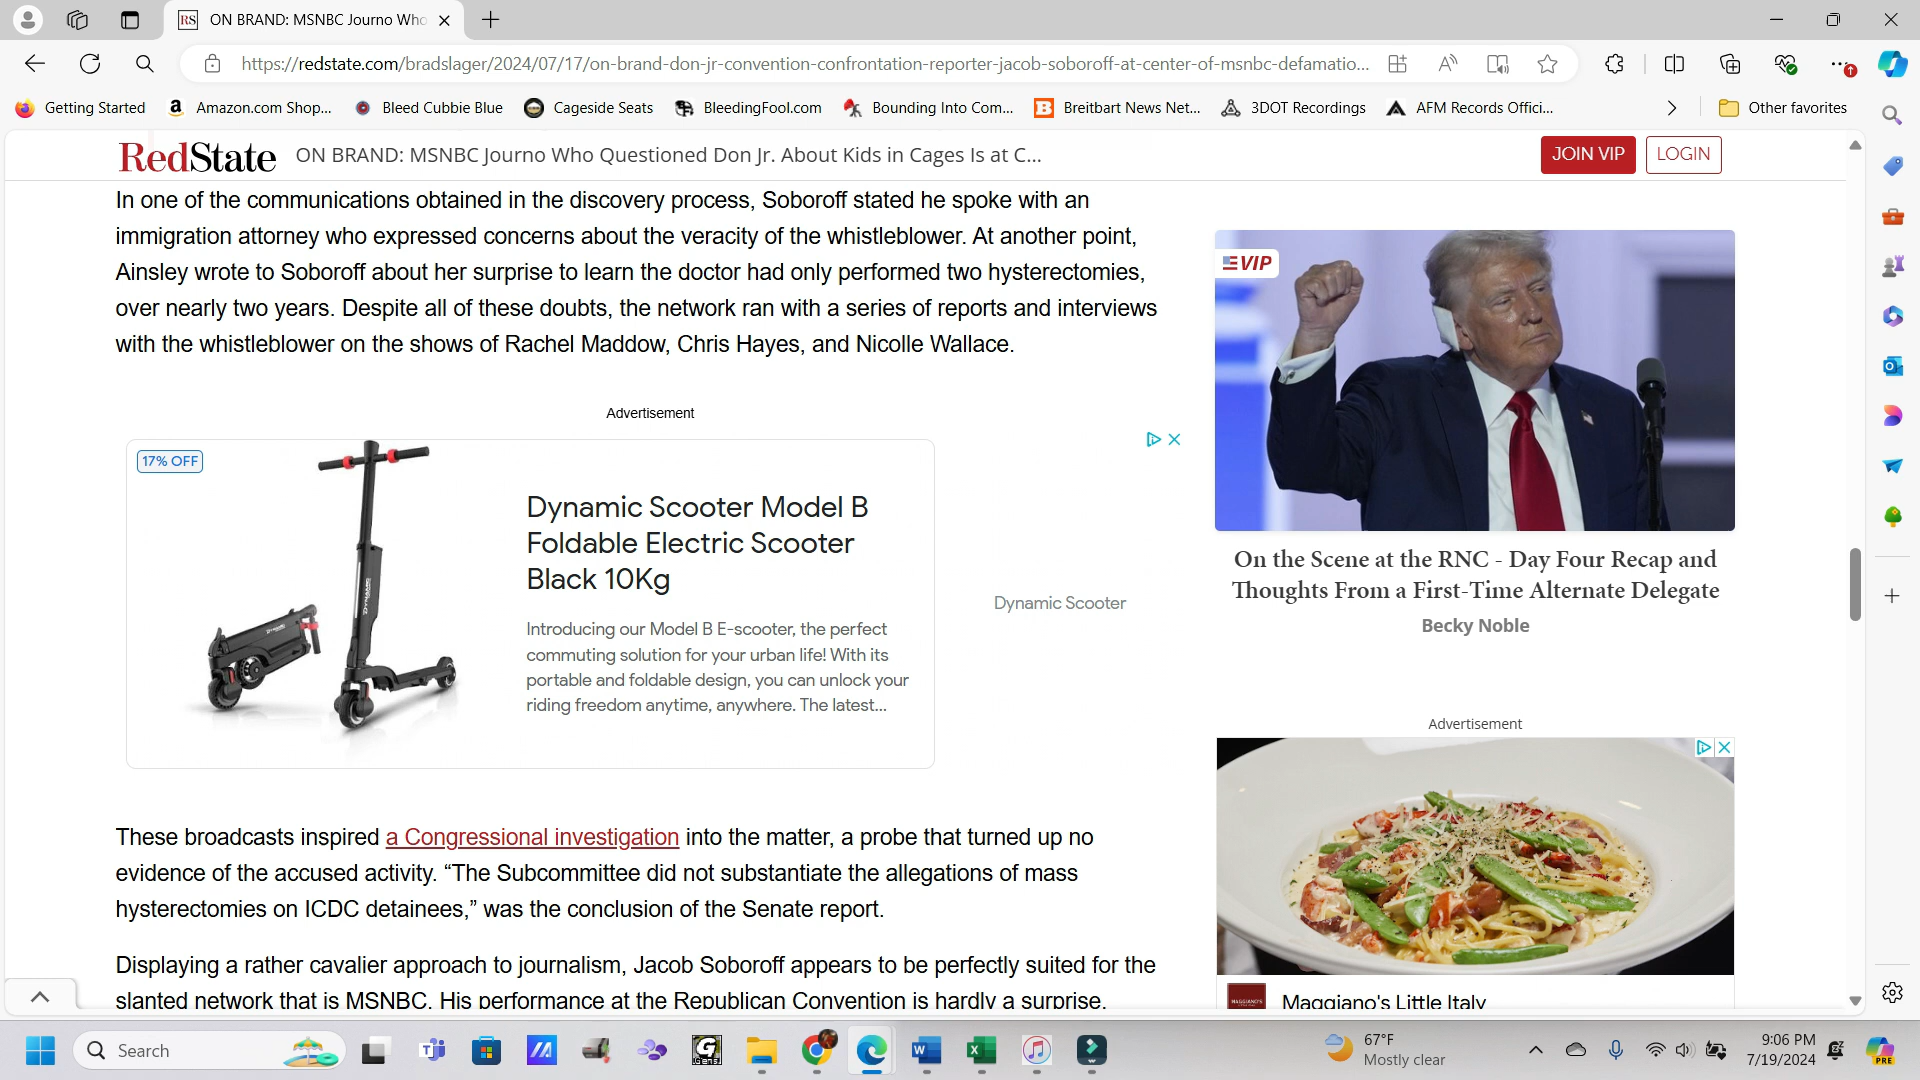 RS ON BRAND: MSNBC Journo Who
https://redstate.com/bradslager/2024/07/17/on-brand-don-jr-convention-confrontation-reporter-jacob-soboroff-at-center-of-msnbc-defamatio...
Getting Started Amazon.com Shop... Bleed Cubbie Blue Cageside Seats BleedingFool.com Bounding Into Com... Breitbart News Net... 3DOT Recordings AFM Records Offici... Other favorites
RedState ON BRAND: MSNBC Journo Who Questioned Don Jr. About Kids in Cages Is at C... JOIN VIP LOGIN
In one of the communications obtained in the discovery process, Soboroff stated he spoke with an
immigration attorney who expressed concerns about the veracity of the whistleblower. At another point,
Ainsley wrote to Soboroff about her surprise to learn the doctor had only performed two hysterectomies,
over nearly two years. Despite all of these doubts, the network ran with a series of reports and interviews
with the whistleblower on the shows of Rachel Maddow, Chris Hayes, and Nicolle Wallace.
Advertisement
17% OFF
DYNAMIC
Dynamic Scooter Model B
Foldable Electric Scooter
Black 10Kg
Introducing our Model B E-scooter, the perfect
commuting solution for your urban life! With its
portable and foldable design, you can unlock your
riding freedom anytime, anywhere. The latest...
Dynamic Scooter
These broadcasts inspired a Congressional investigation into the matter, a probe that turned up no
evidence of the accused activity. “The Subcommittee did not substantiate the allegations of mass
hysterectomies on ICDC detainees,” was the conclusion of the Senate report.
Displaying a rather cavalier approach to journalism, Jacob Soboroff appears to be perfectly suited for the
slanted network that is MSNBC. His performance at the Republican Convention is hardly a surprise.
VIP
On the Scene at the RNC - Day Four Recap and
Thoughts From a First-Time Alternate Delegate
Becky Noble
Advertisement
MAGGIANO'S
Maggiano's Little Italy
Search
67°F
Mostly clear
9:06 PM
7/19/2024
PRE